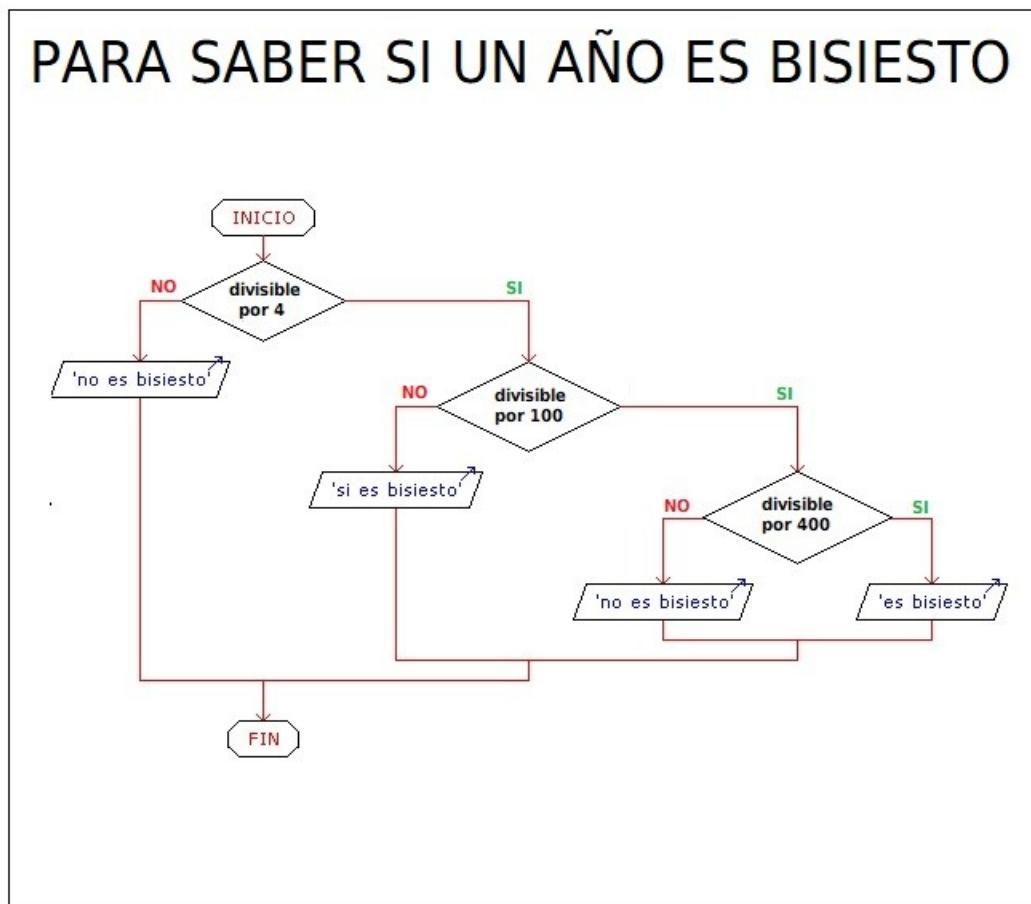 PARA SABER SI UN AÑO ES BISIESTO
INICIO
NO
divisible
por 4
SI
'no es bisiesto'
NO
divisible
por 100
SI
'si es bisiesto'
NO
divisible
por 400
SI
'no es bisiesto'
'es bisiesto'
FIN